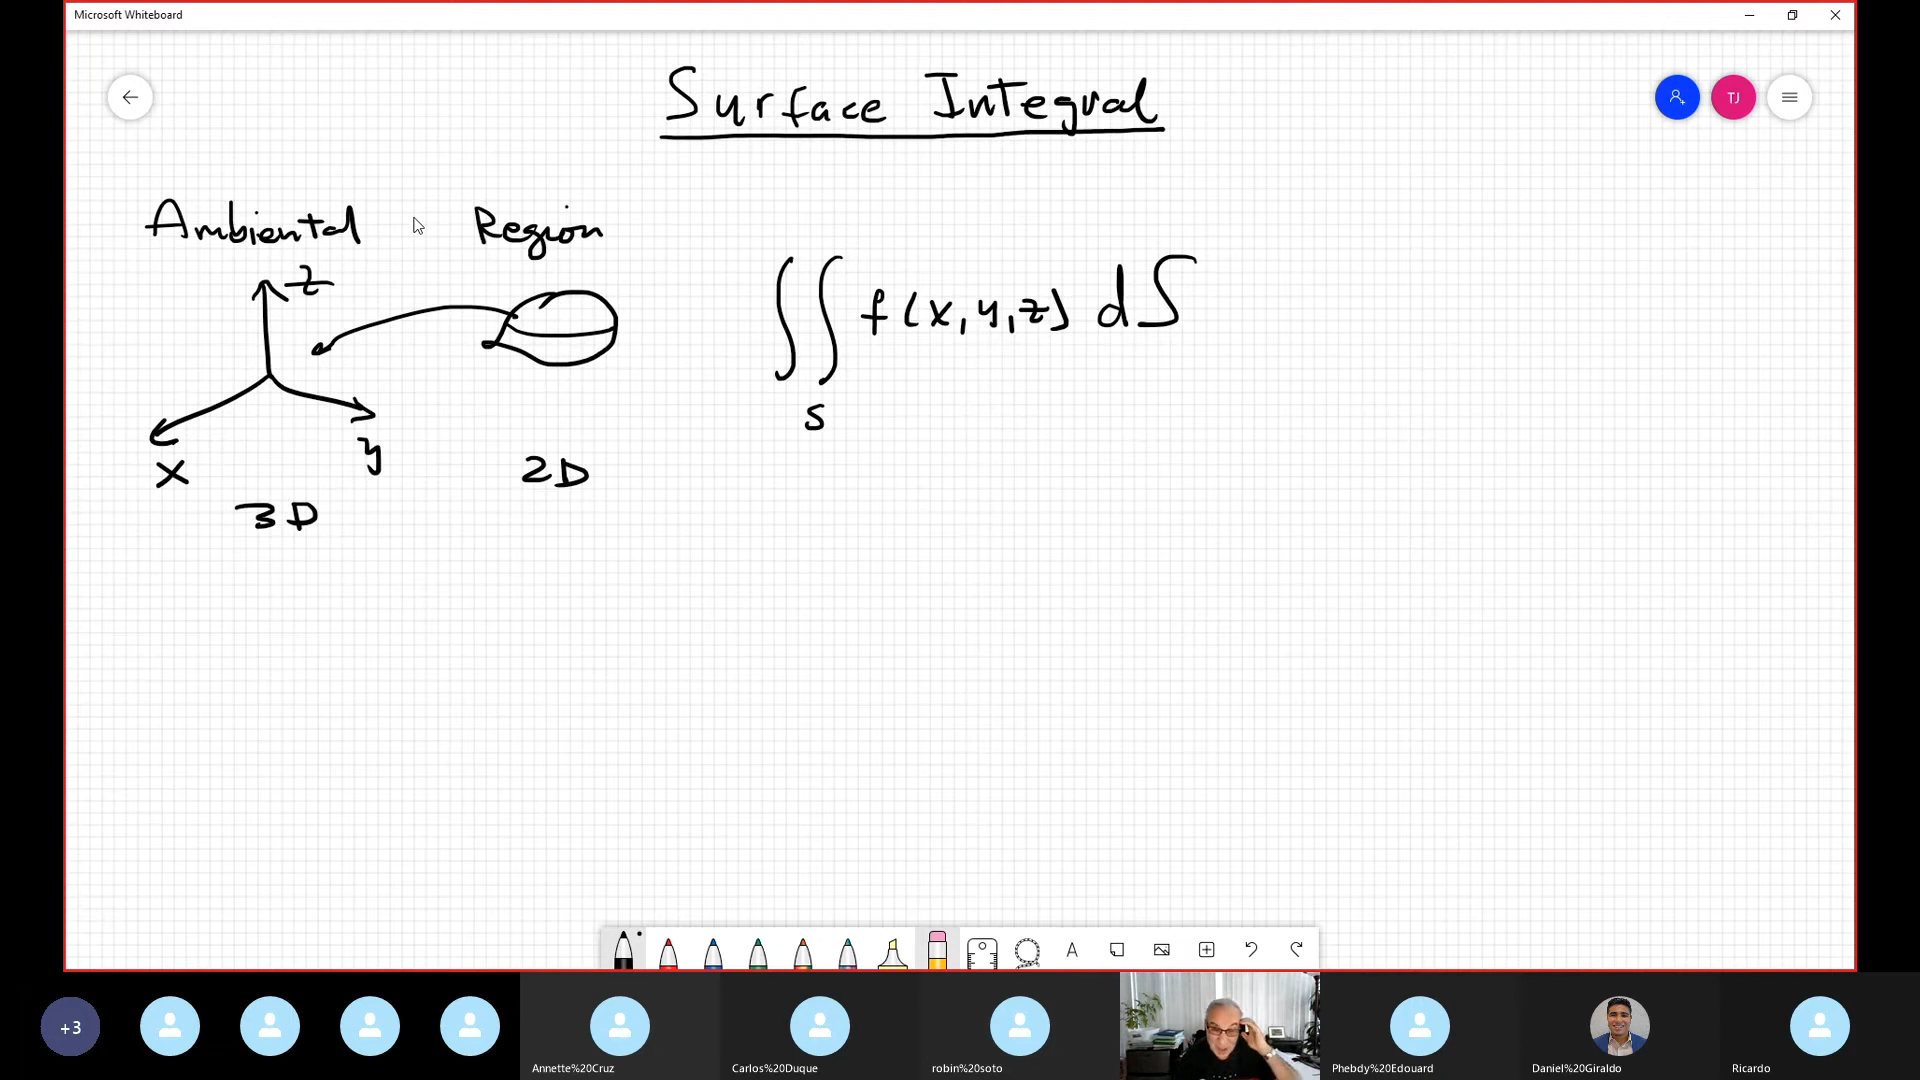 Microsoft Whiteboard
Surface Integral
TJ
Ambiental Region
z
∫∫ f(x,y,z) dS
S
x
y
2D
3D
A
+3
Annette%20Cruz
Carlos%20Duque
robin%20soto
Phebdy%20Edouard
Daniel%20Giraldo
Ricardo